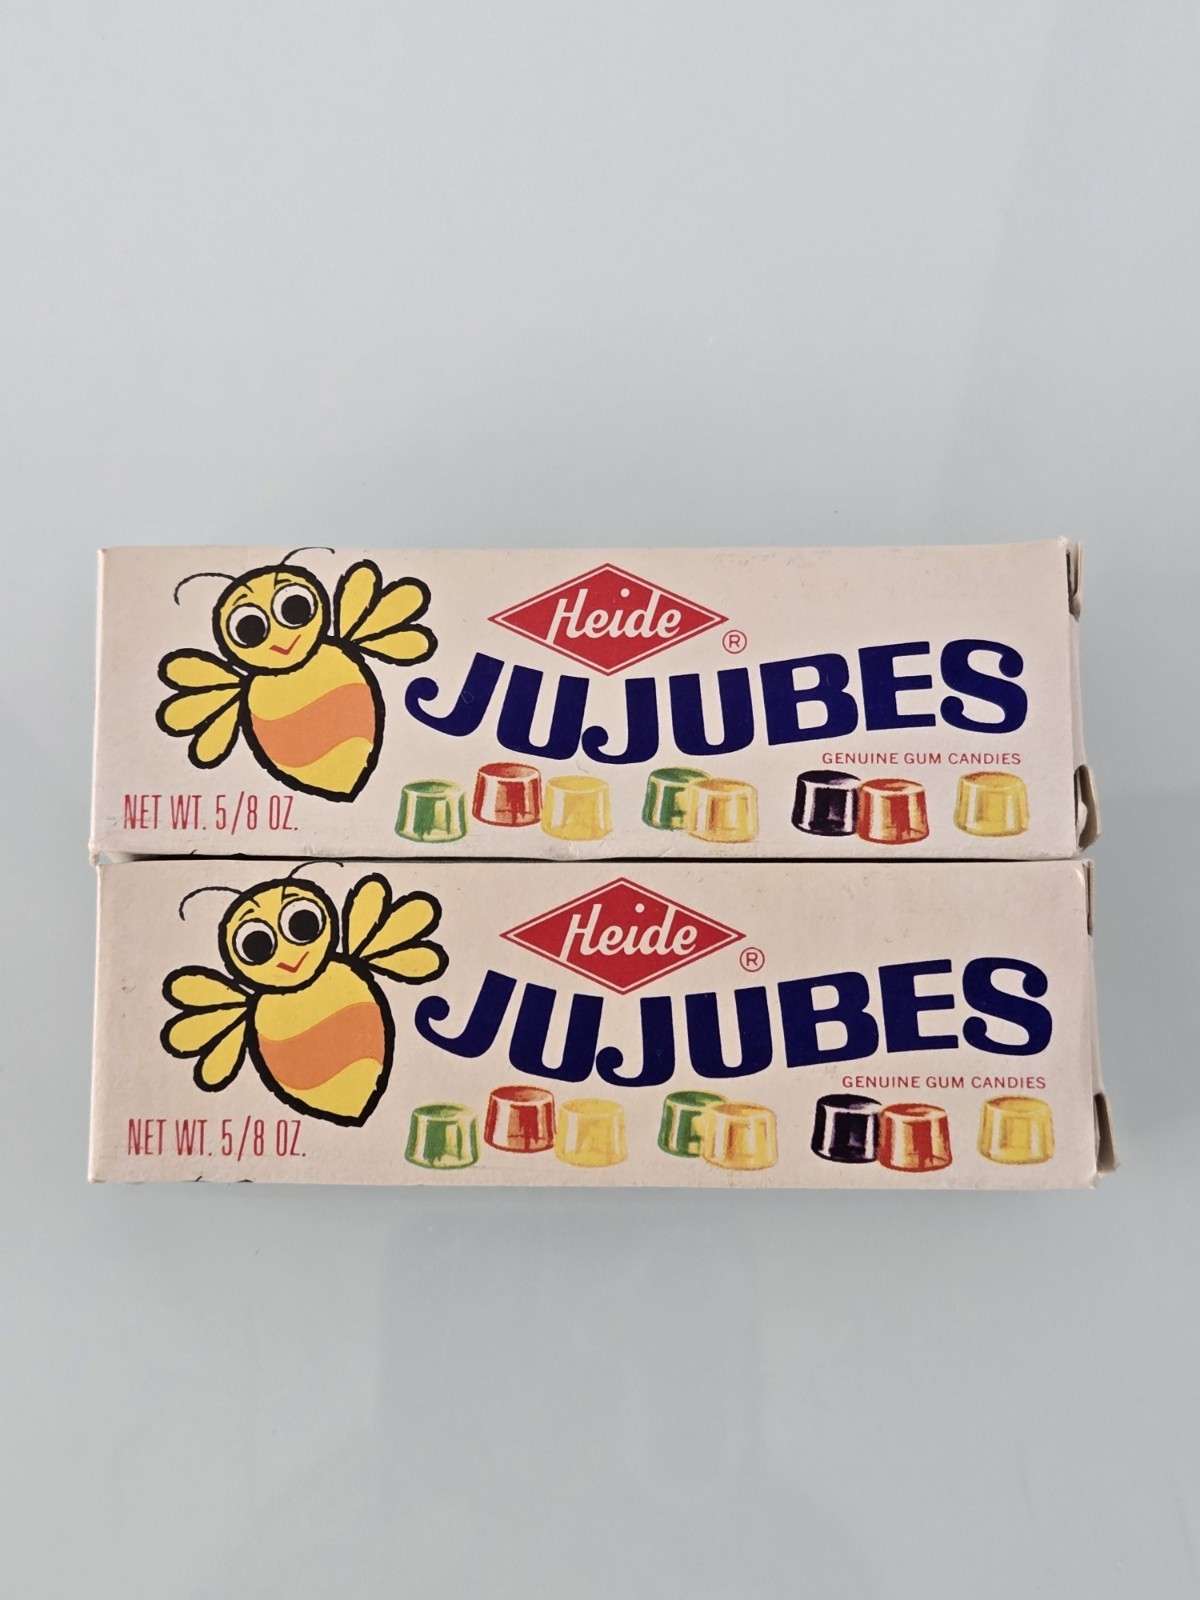 Heide
®
JUJUBES
GENUINE GUM CANDIES
NET WT. 5/8 OZ.
Heide
®
JUJUBES
GENUINE GUM CANDIES
NET WT. 5/8 OZ.